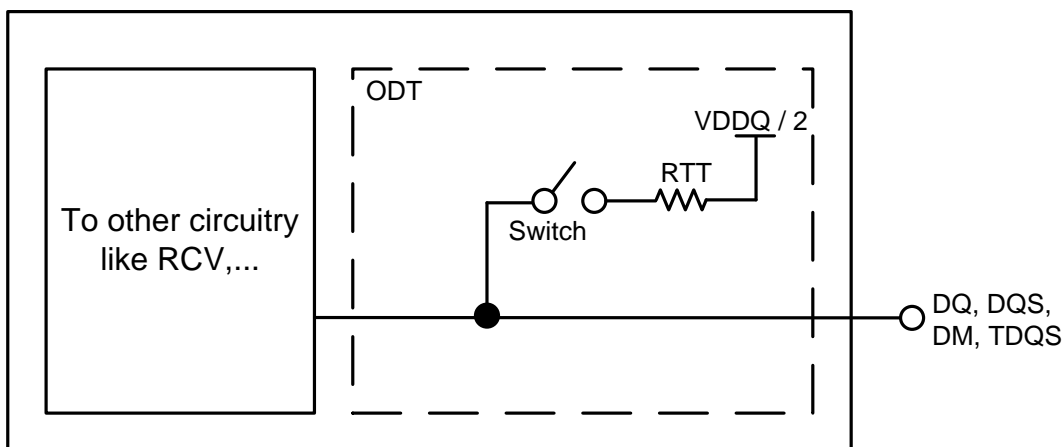 ODT
VDDQ / 2
RTT
Switch
To other circuitry
like RCV,...
DQ, DQS,
DM, TDQS